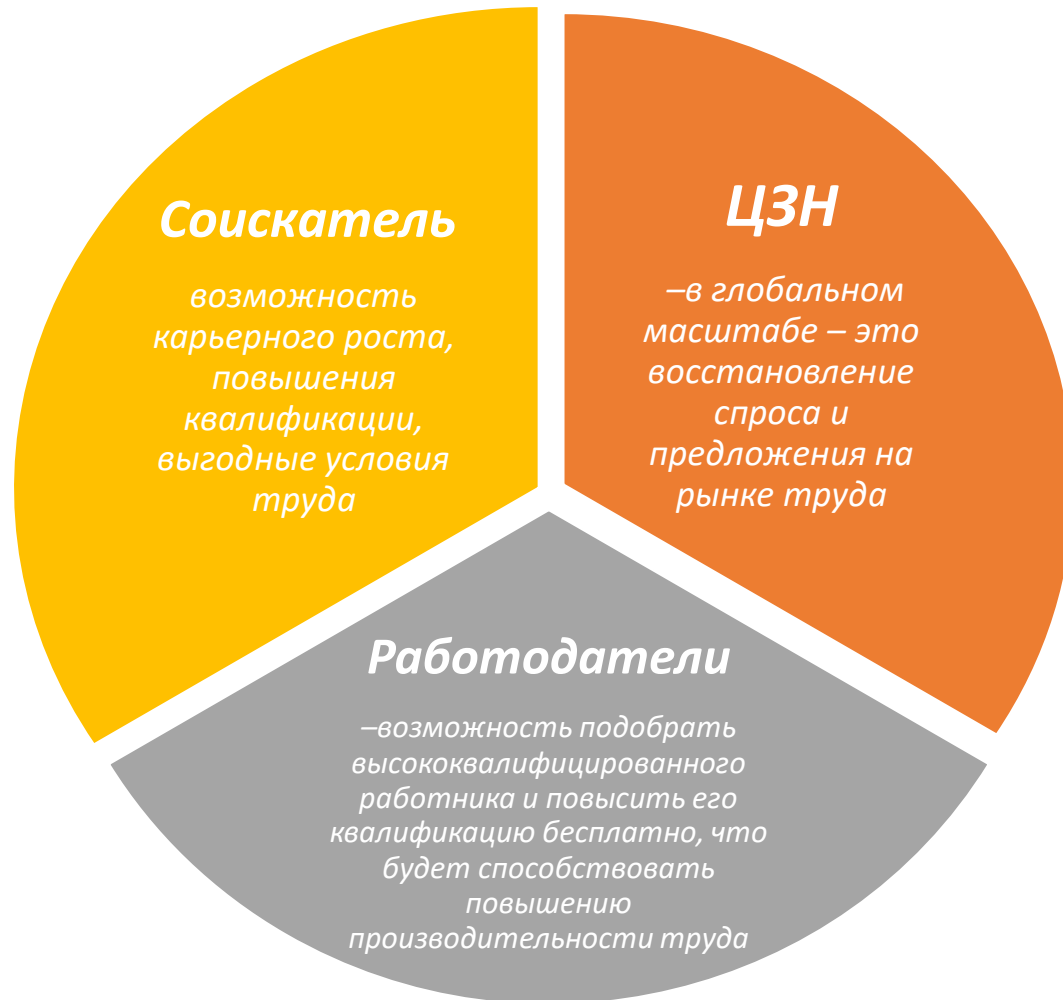 Соискатель
возможность
карьерного роста,
повышения
квалификации,
выгодные условия
труда
ЦЗН
–в глобальном
масштабе – это
восстановление
спроса и
предложения на
рынке труда
Работодатели
–возможность подобрать
высококвалифицированного
работника и повысить его
квалификацию бесплатно, что
будет способствовать
повышению
производительности труда